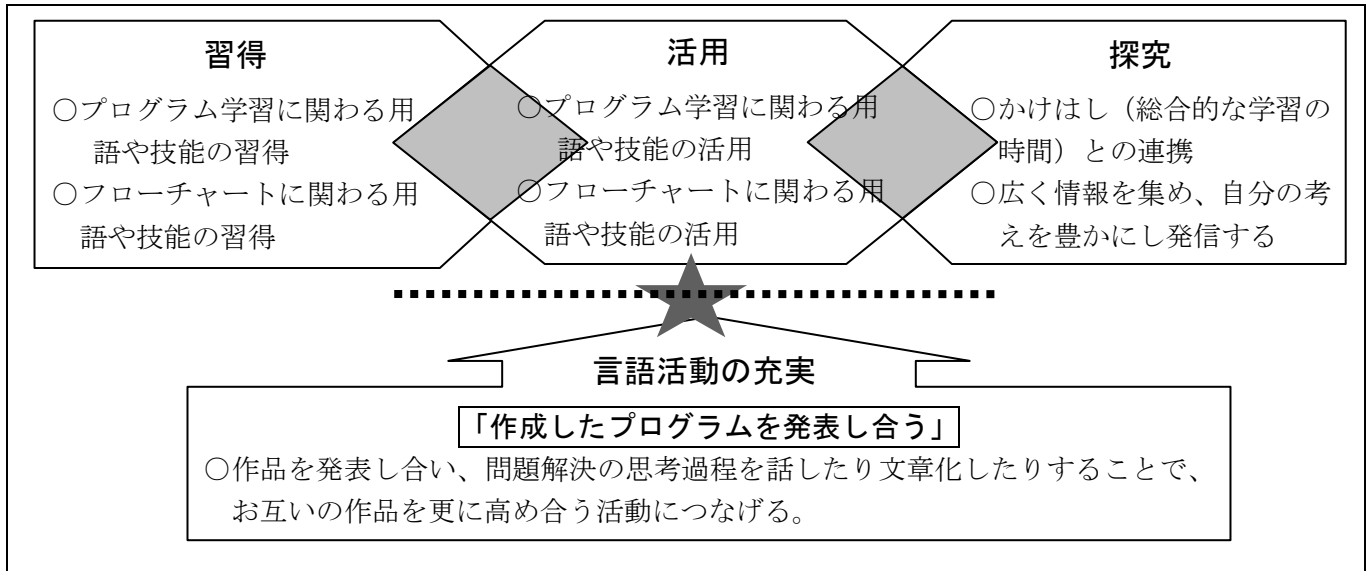 習得
○プログラム学習に関わる用
語や技能の習得
○フローチャートに関わる用
語や技能の習得
活用
○プログラム学習に関わる用
語や技能の活用
○フローチャートに関わる用
語や技能の活用
探究
○かけはし（総合的な学習の
時間）との連携
○広く情報を集め、自分の考
えを豊かにし発信する
言語活動の充実
「作成したプログラムを発表し合う」
○作品を発表し合い、問題解決の思考過程を話したり文章化したりすることで、
お互いの作品を更に高め合う活動につなげる。